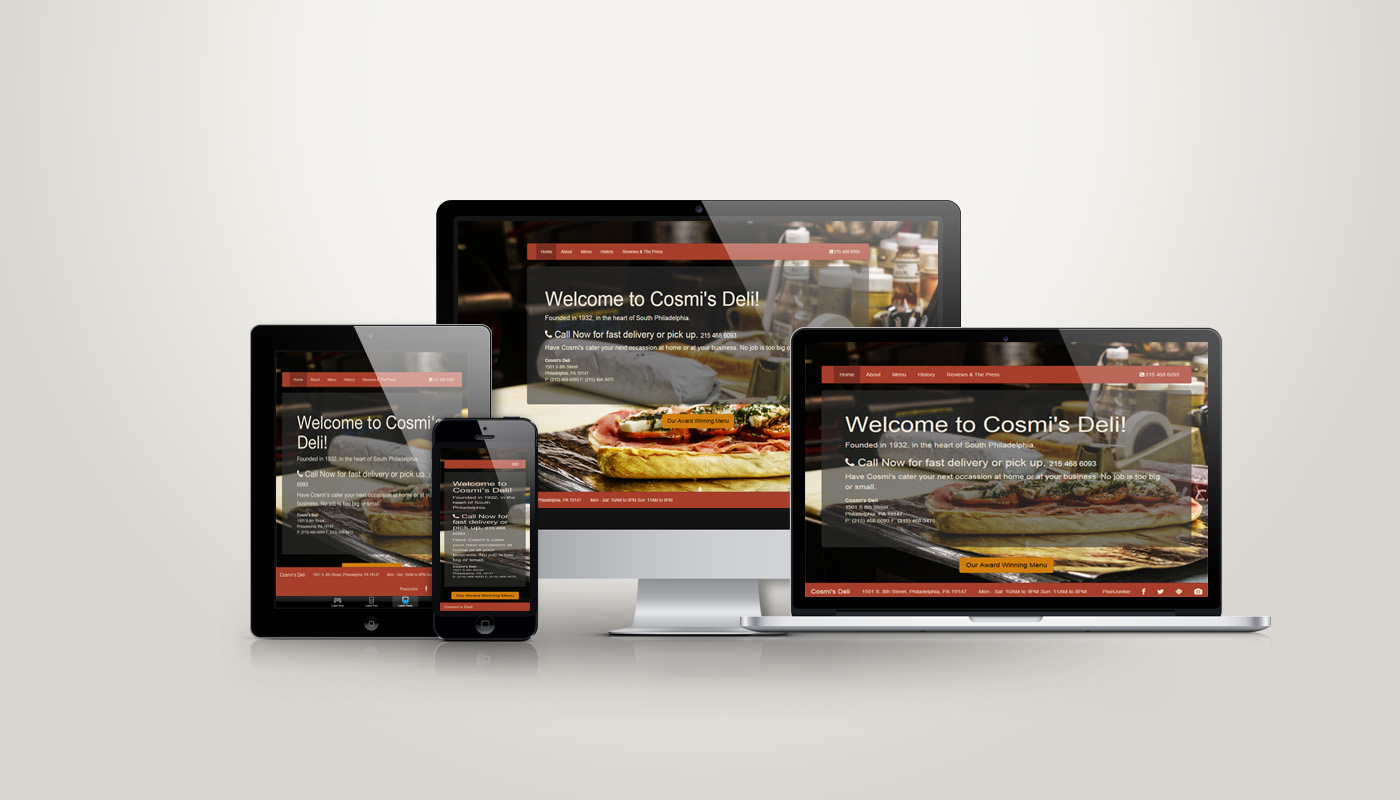 Home About Menu History Reviews & The Press 215 468 6093
Welcome to Cosmi's Deli!
Founded in 1932, in the heart of South Philadelphia.
Call Now for fast delivery or pick up. 215 468 6093
Have Cosmi's cater your next occassion at home or at your business. No job is too big o
Cosmi's Deli
1501 S 8th Street
Philadelphia, PA 19147
P: (215) 468-6093 F: (215) 468-3470
Our Award Winning Menu
Philadelphia, PA 19147 Mon - Sat: 10AM to 9PM Sun: 11AM to 6PM
Home About Menu History Reviews & The Press 215 468 6093
Welcome to Cosmi's
Deli!
Founded in 1932, in the heart of South Philadelphia.
Call Now for fast delivery or pick up.
6093
Have Cosmi's cater your next occassion at home or at yo
business. No job is too big or small.
Cosmi's Deli
1501 S 8th Street
Philadelphia, PA 19147
P: (215) 468-6093 F: (215) 468-3470
Cosmi's Deli 1501 S. 8th Street, Philadelphia, PA 19147 Mon - Sat: 10AM to 9PM Su
PixelJunkie
Welcome to
Cosmi's Deli!
Founded in 1932, in the
heart of South
Philadelphia.
Call Now for
fast delivery or
pick up. 215 468
6093
Have Cosmi's cater
your next occassion at
home or at your
business. No job is too
big or small.
Cosmi's Deli
1501 S 8th Street
Philadelphia, PA 19147
P: (215) 468-6093 F: (215) 468-3470
Our Award Winning Menu
Cosmi's Deli
Home About Menu History Reviews & The Press 215 468 6093
Welcome to Cosmi's Deli!
Founded in 1932, in the heart of South Philadelphia.
Call Now for fast delivery or pick up. 215 468 6093
Have Cosmi's cater your next occassion at home or at your business. No job is too big
or small.
Cosmi's Deli
1501 S 8th Street
Philadelphia, PA 19147
P: (215) 468-6093 F: (215) 468-3470
Our Award Winning Menu
Cosmi's Deli 1501 S. 8th Street, Philadelphia, PA 19147 Mon - Sat: 10AM to 9PM Sun: 11AM to 6PM PixelJunkie